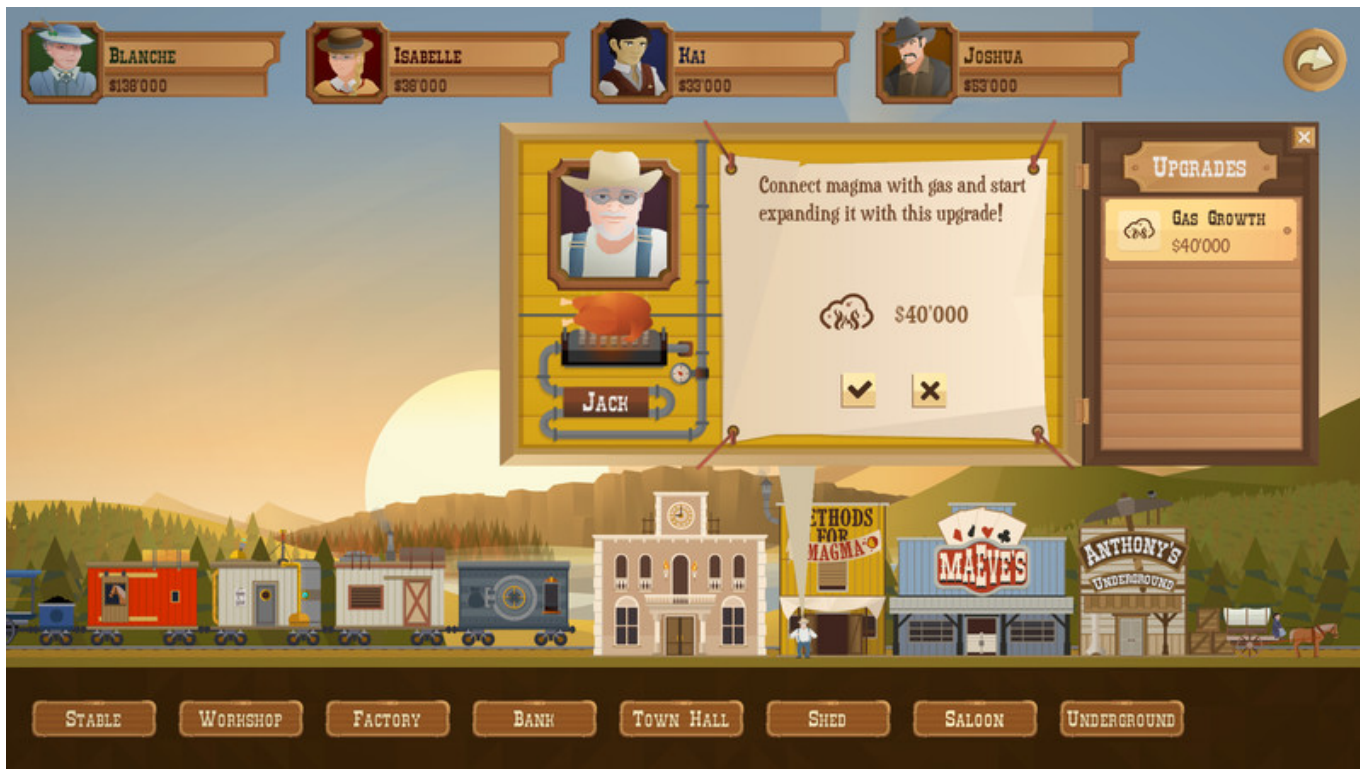 BLANCHE
$138'000
ISABELLE
$38'000
KAI
$33'000
JOSHUA
$53'000
Connect magma with gas and start
expanding it with this upgrade!
$40'000
JACK
UPGRADES
GAS GROWTH
$40'000
ETHODS
FOR
MAGMA
MAEVE'S
ANTHONY'S
UNDERGROUND
STABLE
WORKSHOP
FACTORY
BANK
TOWN HALL
SHED
SALOON
UNDERGROUND